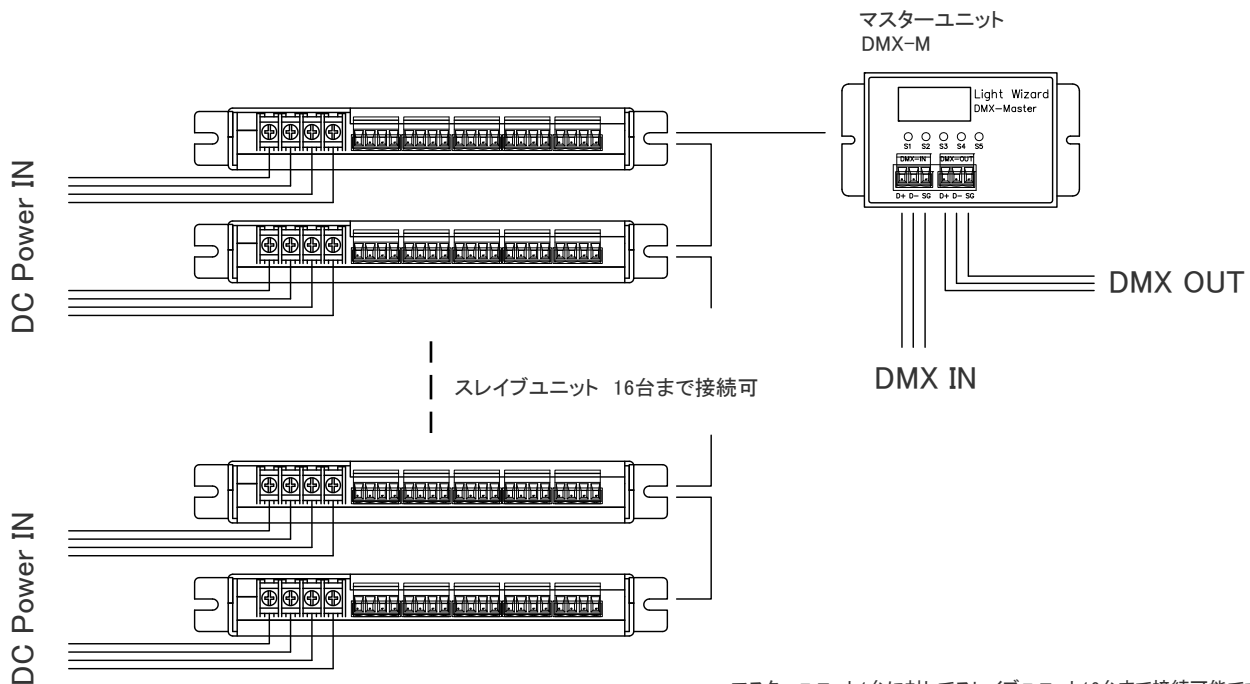 マスターユニット
DMX-M
Light Wizard
DMX-Master
S1 S2 S3 S4 S5
DMX-IN DMX-OUT
D+ D- SG D+ D- SG
DC Power IN
DMX OUT
DMX IN
スレイブユニット 16台まで接続可
DC Power IN